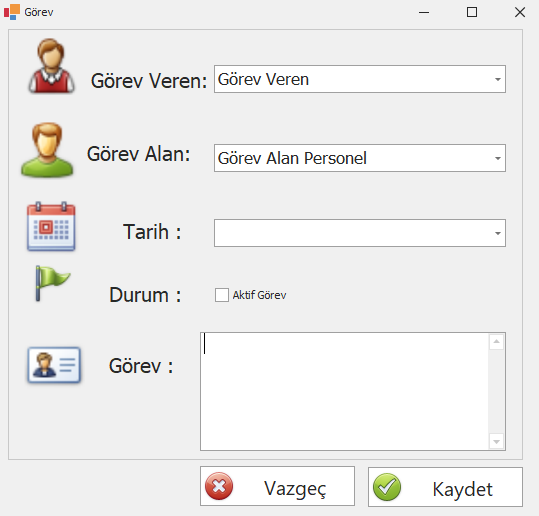 Görev
Görev Veren: Görev Veren
Görev Alan: Görev Alan Personel
Tarih :
Durum : Aktif Görev
Görev :
Vazgeç Kaydet